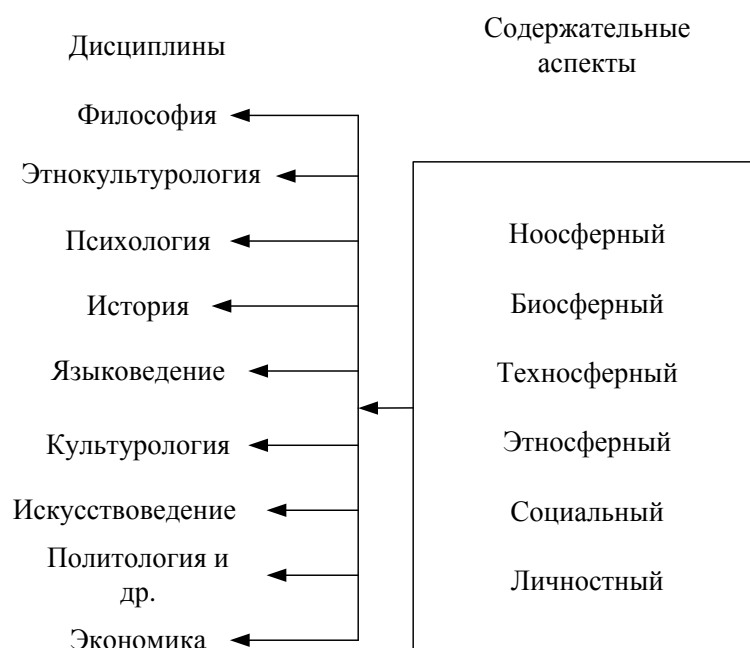 Дисциплины
Философия
Этнокультурология
Психология
История
Языковедение
Культурология
Искусствоведение
Политология и
др.
Экономика
Содержательные
аспекты
Ноосферный
Биосферный
Техносферный
Этносферный
Социальный
Личностный